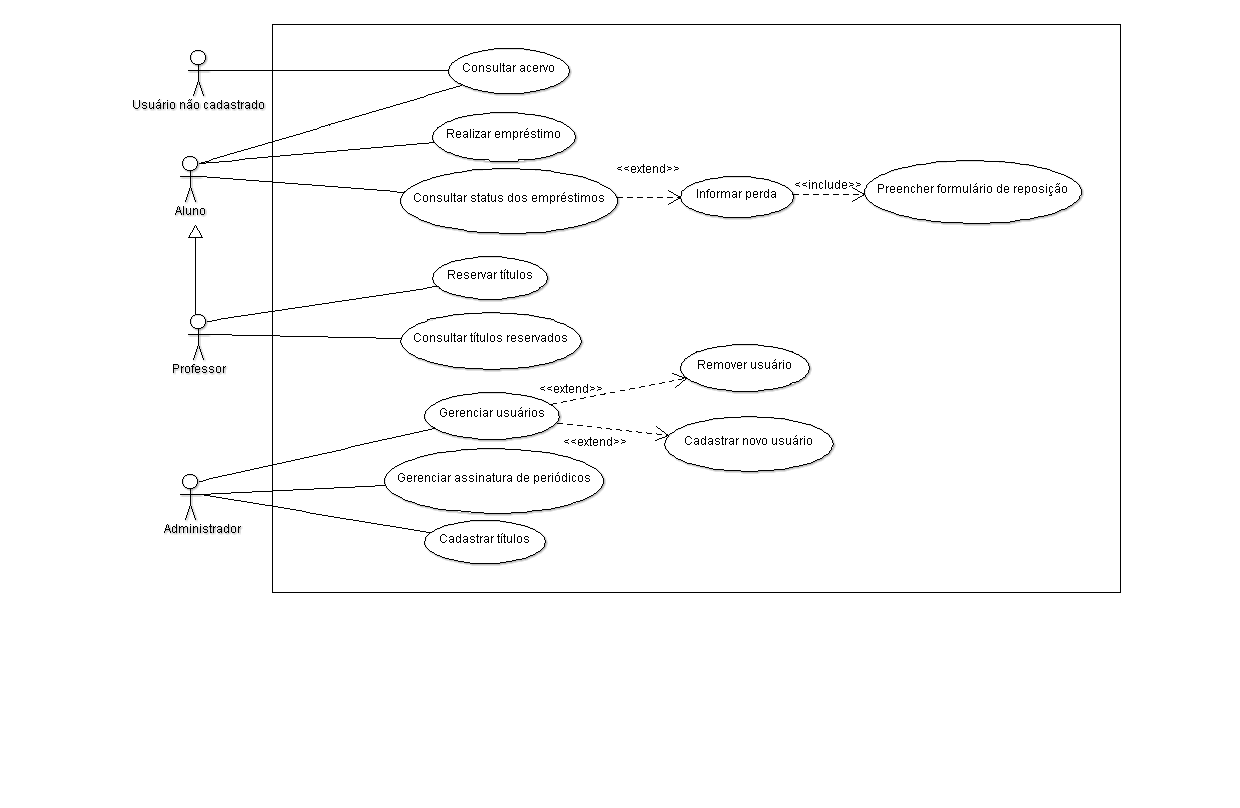 Consultar acervo
Usuário não cadastrado
Realizar empréstimo
<<extend>>
<<include>>
Preencher formulário de reposição
Informar perda
Consultar status dos empréstimos
Aluno
Reservar títulos
Consultar títulos reservados
Professor
Remover usuário
<<extend>>
Gerenciar usuários
<<extend>>
Cadastrar novo usuário
Gerenciar assinatura de periódicos
Administrador
Cadastrar títulos